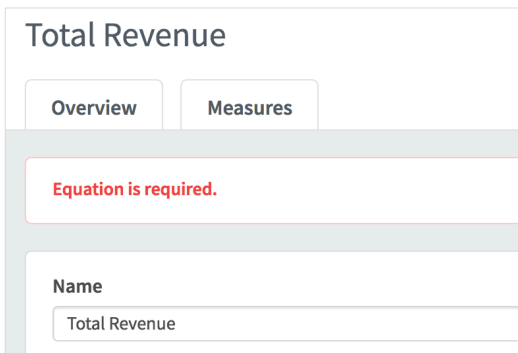 Total Revenue
Overview Measures
Equation is required.
Name
Total Revenue